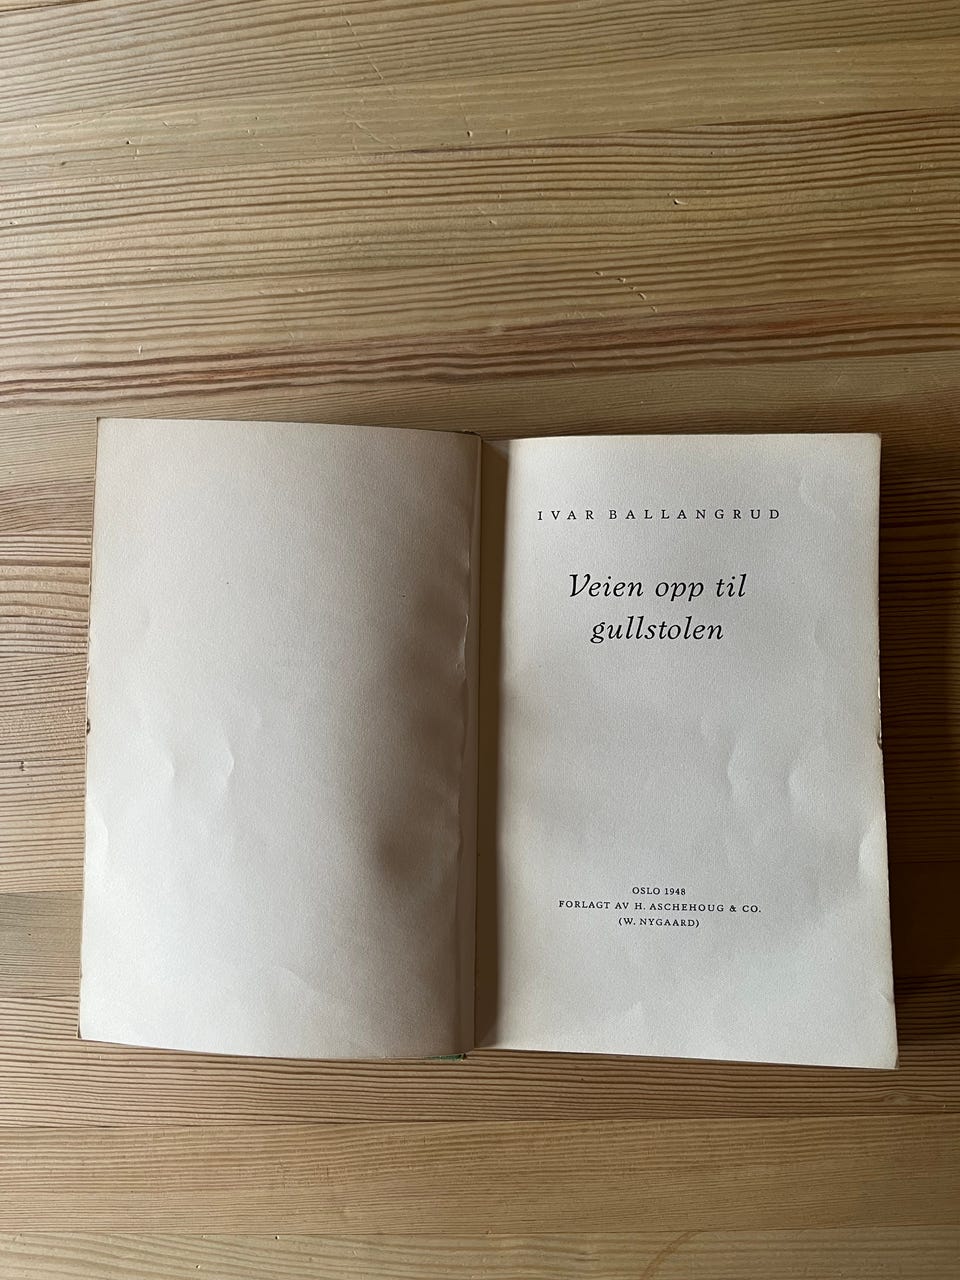 IVAR BALLANGRUD
Veien opp til
gullstolen
OSLO 1948
FORLAGT AV H. ASCHEHOUG & CO.
(W. NYGAARD)